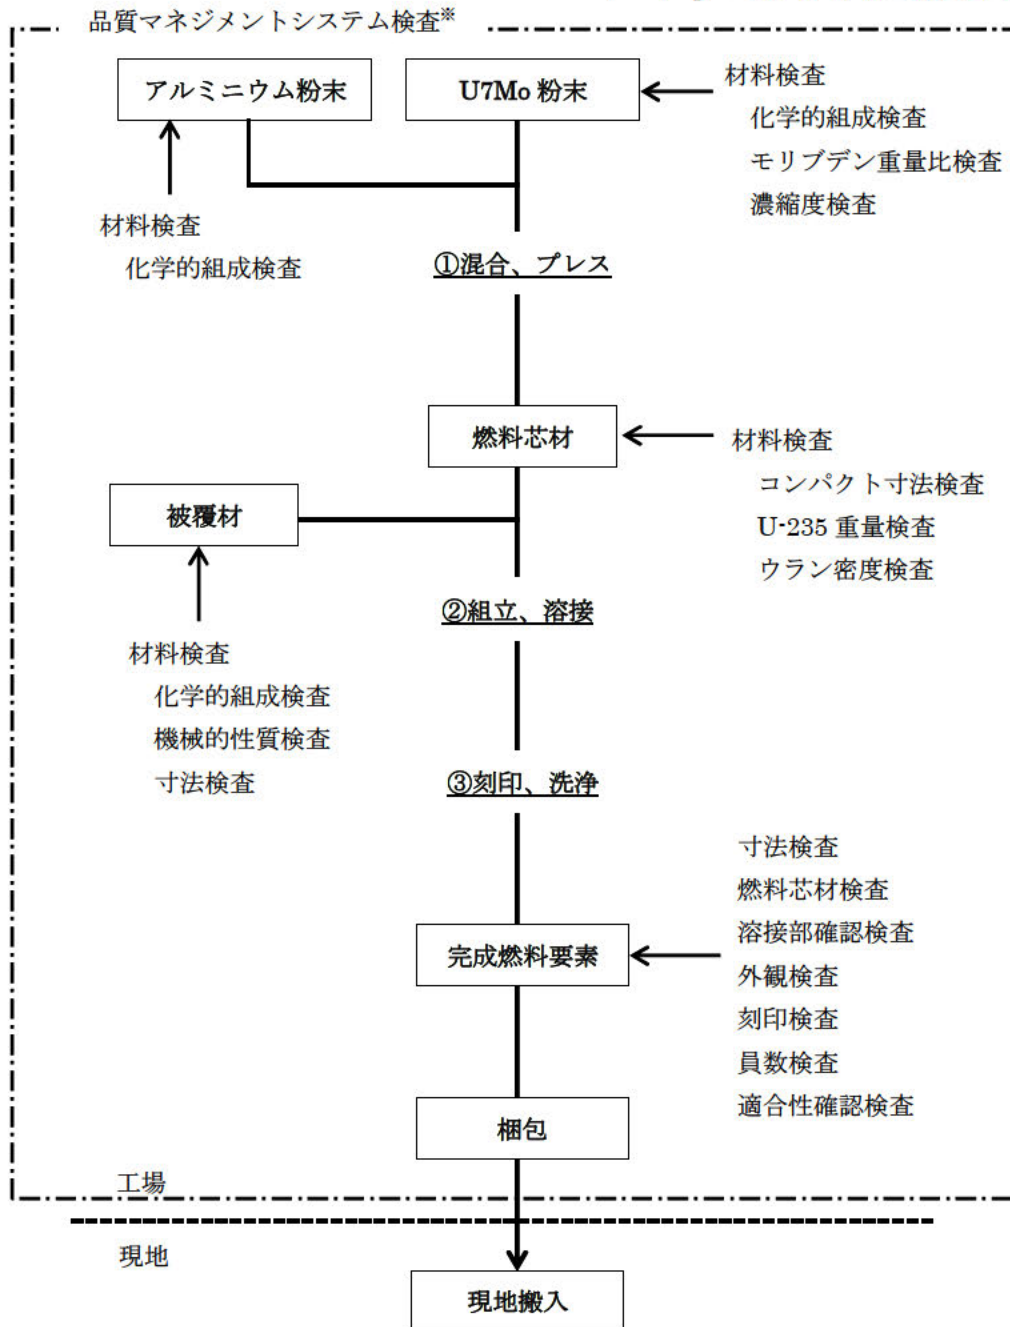 品質マネジメントシステム検査※
アルミニウム粉末
U7Mo 粉末
材料検査
化学的組成検査
モリブデン重量比検査
濃縮度検査
材料検査
化学的組成検査
①混合、プレス
燃料芯材
材料検査
コンパクト寸法検査
U-235 重量検査
ウラン密度検査
被覆材
材料検査
化学的組成検査
機械的性質検査
寸法検査
②組立、溶接
③刻印、洗浄
完成燃料要素
寸法検査
燃料芯材検査
溶接部確認検査
外観検査
刻印検査
員数検査
適合性確認検査
梱包
工場
現地
現地搬入